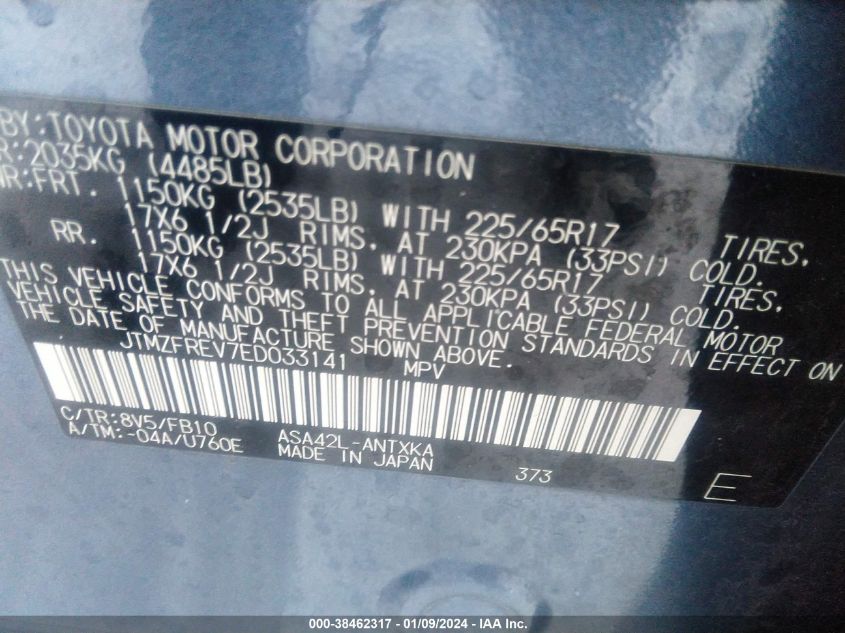 BY:TOYOTA MOTOR CORPORATION
R:2035KG (4485LB)
R:FRT. 1150KG (2535LB) WITH 225/65R17 TIRES,
17X6 1/2J RIMS, AT 230KPA (33PSI) COLD.
RR. 1150KG (2535LB) WITH 225/65R17 TIRES,
17X6 1/2J RIMS, AT 230KPA (33PSI) COLD.
THIS VEHICLE CONFORMS TO ALL APPLICABLE FEDERAL MOTOR
VEHICLE SAFETY AND THEFT PREVENTION STANDARDS IN EFFECT ON
THE DATE OF MANUFACTURE SHOWN ABOVE.
JTMZFREV7ED033141 MPV
C/TR:8V5/FB10 ASA42L-ANTXKA
A/TM:-04A/U760E MADE IN JAPAN 373 E
000-38462317 - 01/09/2024 - IAA Inc.